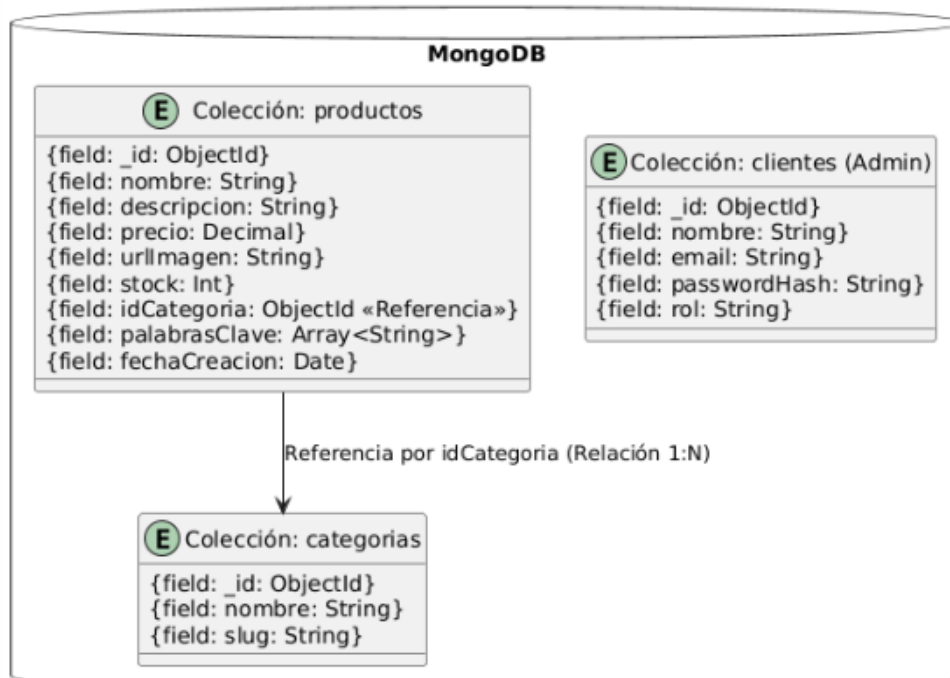 MongoDB
E Colección: productos
{field: _id: ObjectId}
{field: nombre: String}
{field: descripcion: String}
{field: precio: Decimal}
{field: urlImagen: String}
{field: stock: Int}
{field: idCategoria: ObjectId «Referencia»}
{field: palabrasClave: Array<String>}
{field: fechaCreacion: Date}
E Colección: clientes (Admin)
{field: _id: ObjectId}
{field: nombre: String}
{field: email: String}
{field: passwordHash: String}
{field: rol: String}
Referencia por idCategoria (Relación 1:N)
E Colección: categorias
{field: _id: ObjectId}
{field: nombre: String}
{field: slug: String}